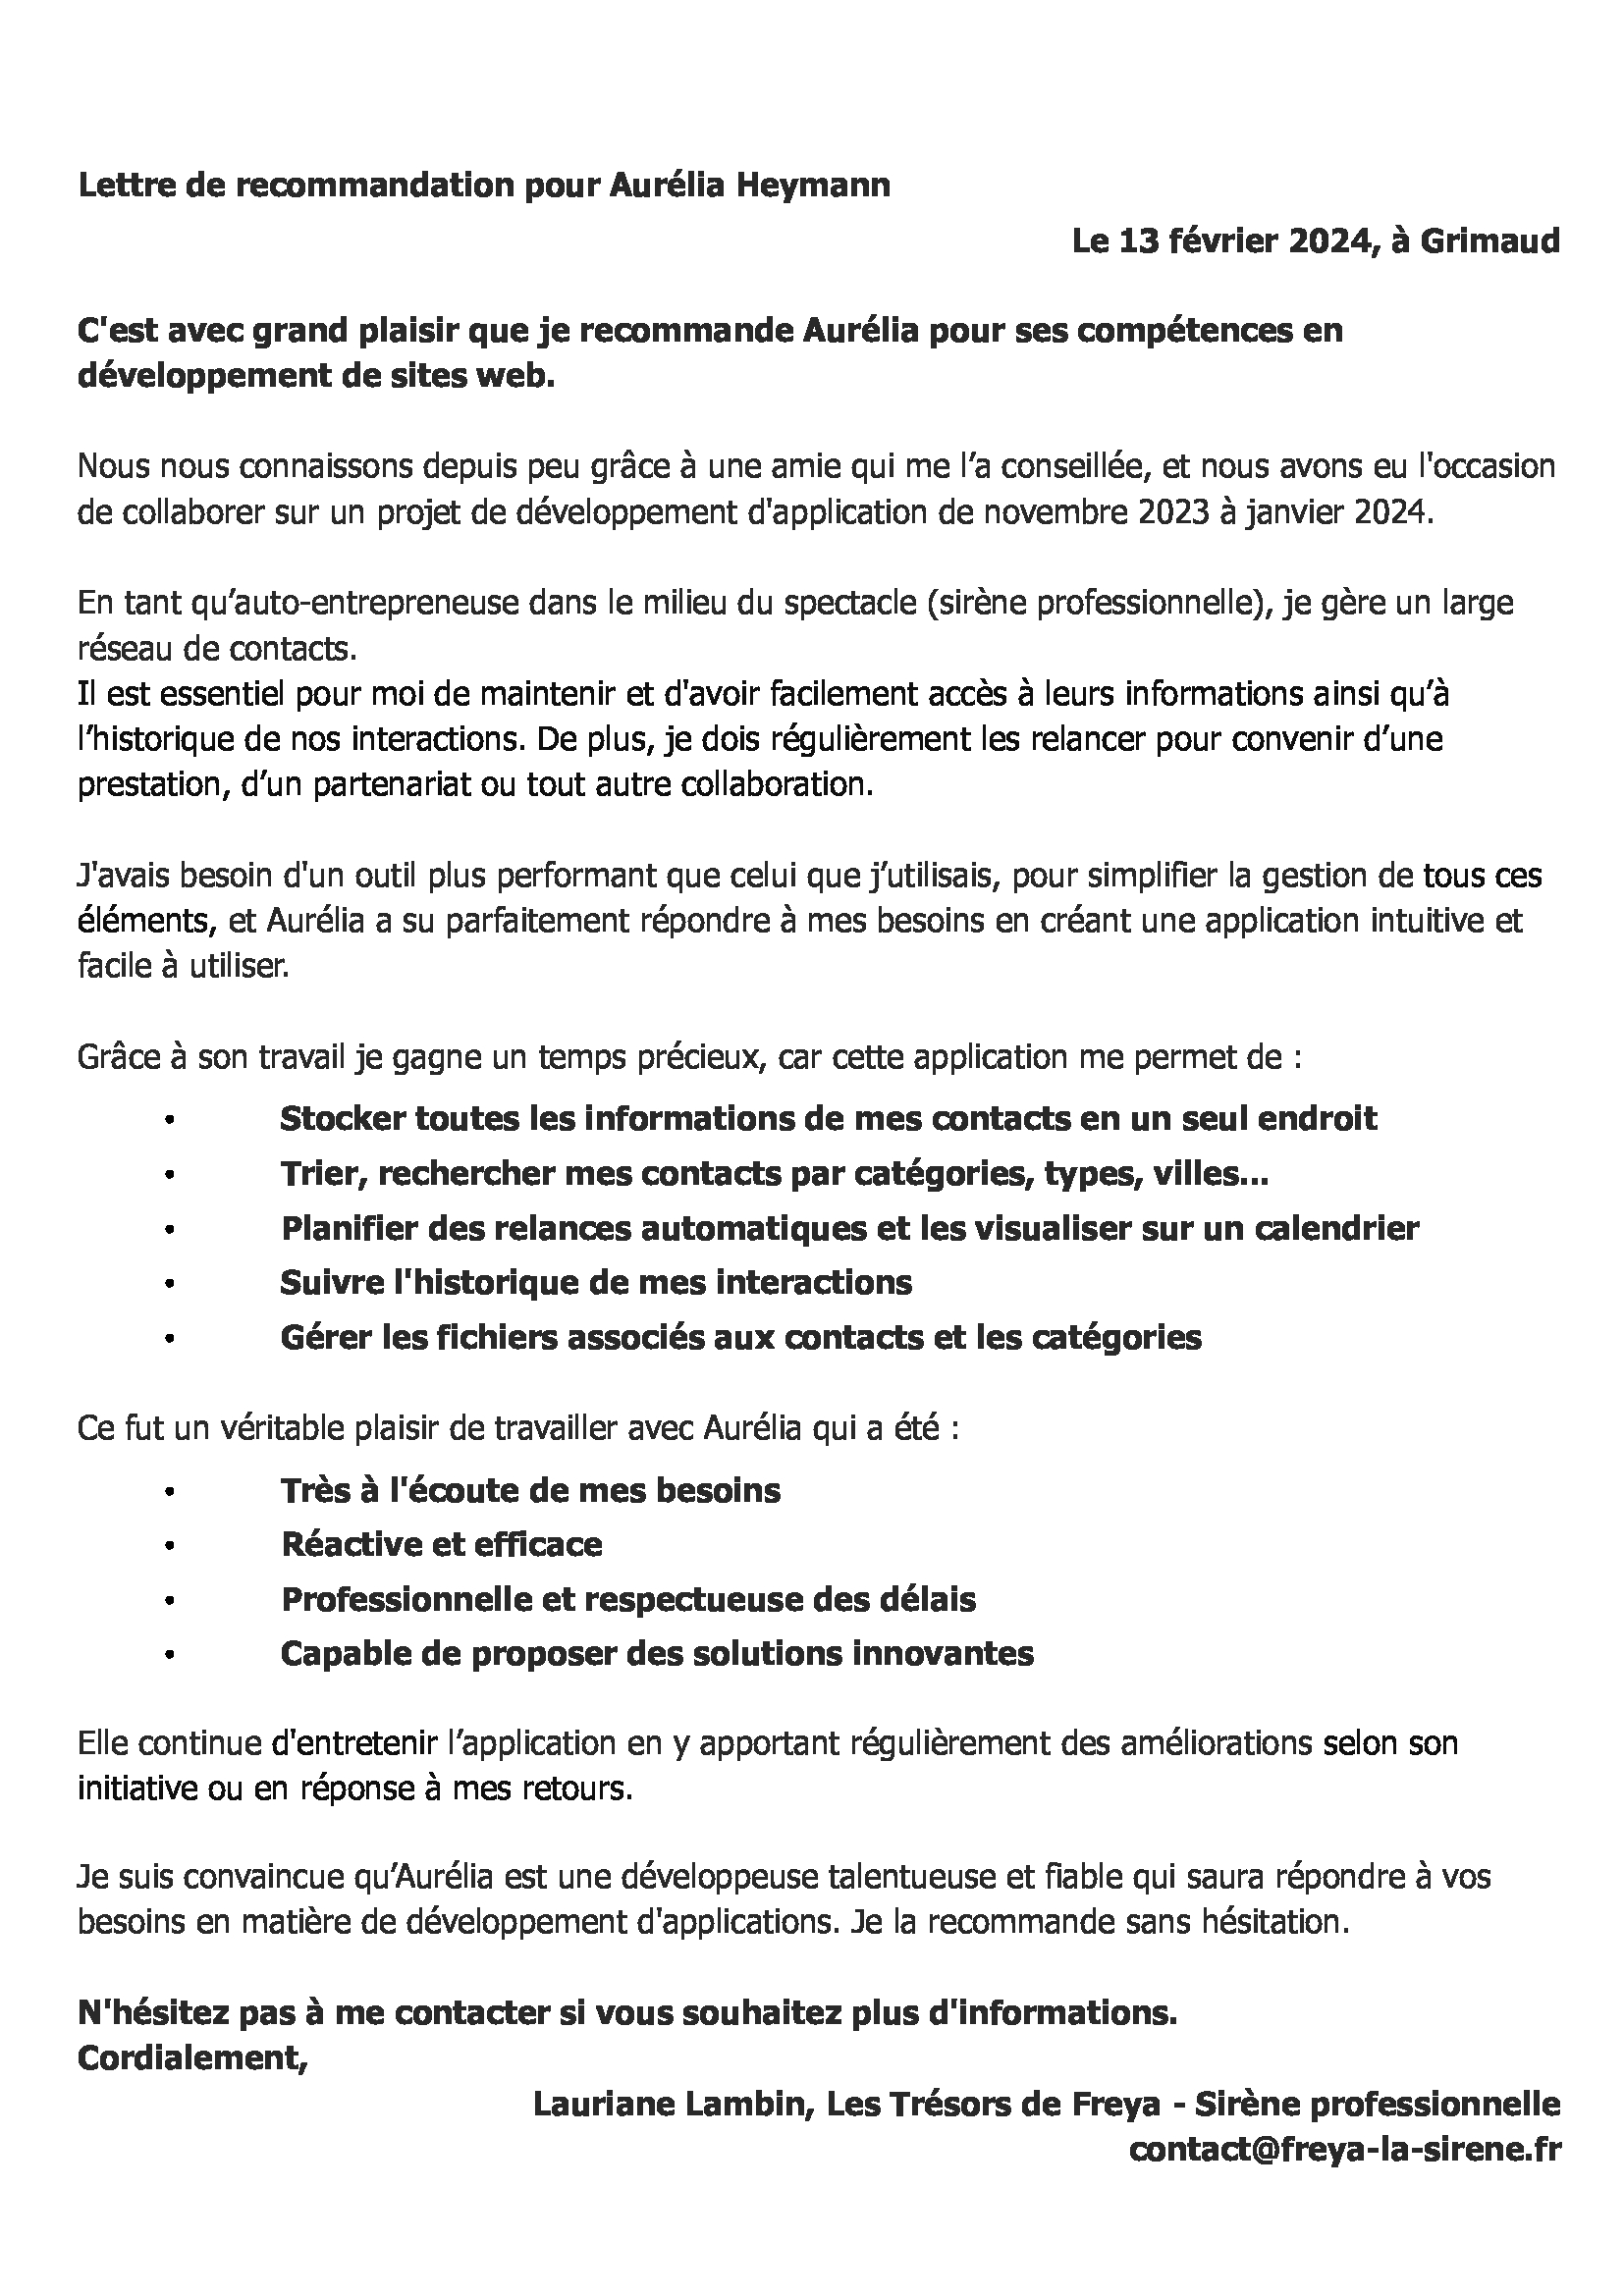 Lettre de recommandation pour Aurélia Heymann
Le 13 février 2024, à Grimaud
C'est avec grand plaisir que je recommande Aurélia pour ses compétences en
développement de sites web.
Nous nous connaissons depuis peu grâce à une amie qui me l’a conseillée, et nous avons eu l'occasion
de collaborer sur un projet de développement d'application de novembre 2023 à janvier 2024.
En tant qu’auto-entrepreneuse dans le milieu du spectacle (sirène professionnelle), je gère un large
réseau de contacts.
Il est essentiel pour moi de maintenir et d'avoir facilement accès à leurs informations ainsi qu’à
l’historique de nos interactions. De plus, je dois régulièrement les relancer pour convenir d’une
prestation, d’un partenariat ou tout autre collaboration.
J'avais besoin d'un outil plus performant que celui que j’utilisais, pour simplifier la gestion de tous ces
éléments, et Aurélia a su parfaitement répondre à mes besoins en créant une application intuitive et
facile à utiliser.
Grâce à son travail je gagne un temps précieux, car cette application me permet de :
• Stocker toutes les informations de mes contacts en un seul endroit
• Trier, rechercher mes contacts par catégories, types, villes...
• Planifier des relances automatiques et les visualiser sur un calendrier
• Suivre l'historique de mes interactions
• Gérer les fichiers associés aux contacts et les catégories
Ce fut un véritable plaisir de travailler avec Aurélia qui a été :
• Très à l'écoute de mes besoins
• Réactive et efficace
• Professionnelle et respectueuse des délais
• Capable de proposer des solutions innovantes
Elle continue d'entretenir l’application en y apportant régulièrement des améliorations selon son
initiative ou en réponse à mes retours.
Je suis convaincue qu’Aurélia est une développeuse talentueuse et fiable qui saura répondre à vos
besoins en matière de développement d'applications. Je la recommande sans hésitation.
N'hésitez pas à me contacter si vous souhaitez plus d'informations.
Cordialement,
Lauriane Lambin, Les Trésors de Freya - Sirène professionnelle
contact@freya-la-sirene.fr